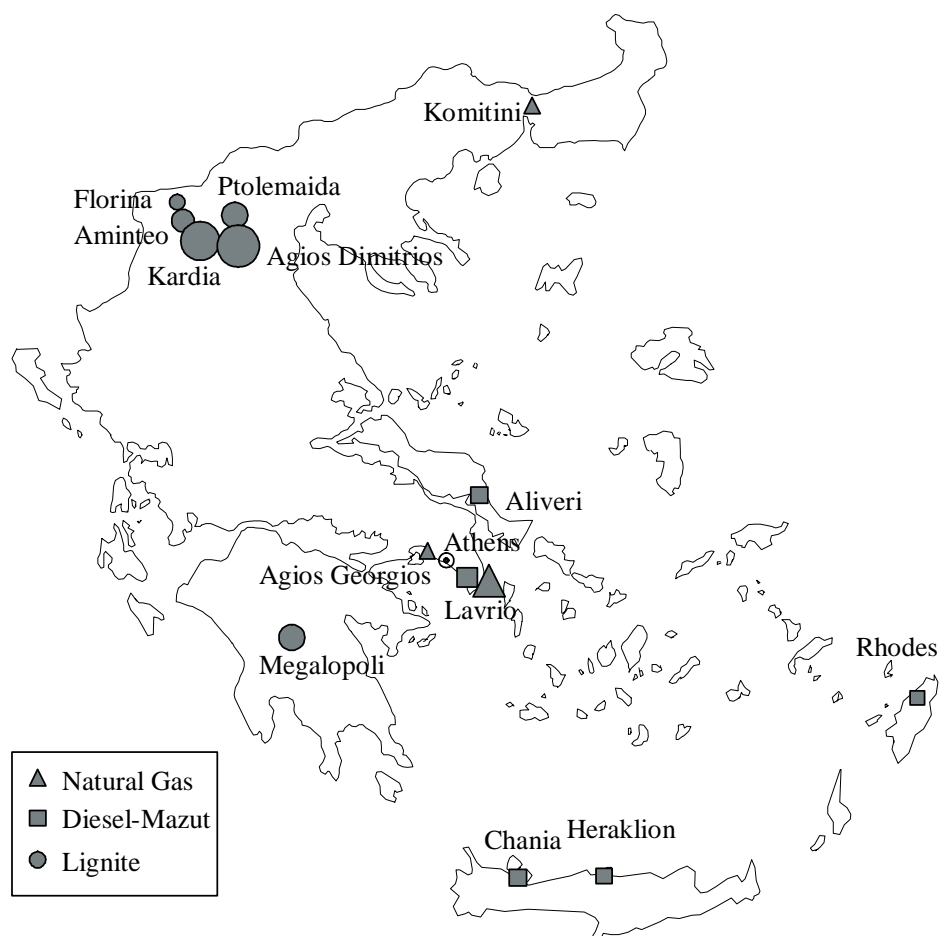 Komitini
Florina
Ptolemaida
Aminteo
Agios Dimitrios
Kardia
Aliveri
Athens
Agios Georgios
Lavrio
Rhodes
Megalopoli
Natural Gas
Diesel-Mazut
Lignite
Chania
Heraklion